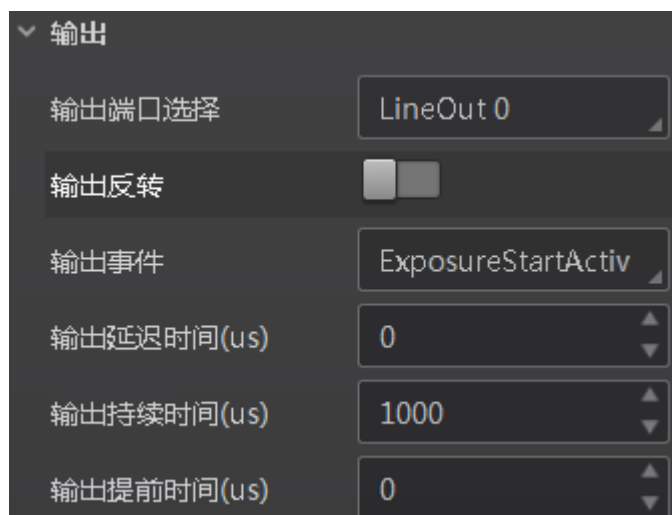 输出
输出端口选择 LineOut 0
输出反转
输出事件 ExposureStartActiv
输出延迟时间(us) 0
输出持续时间(us) 1000
输出提前时间(us) 0